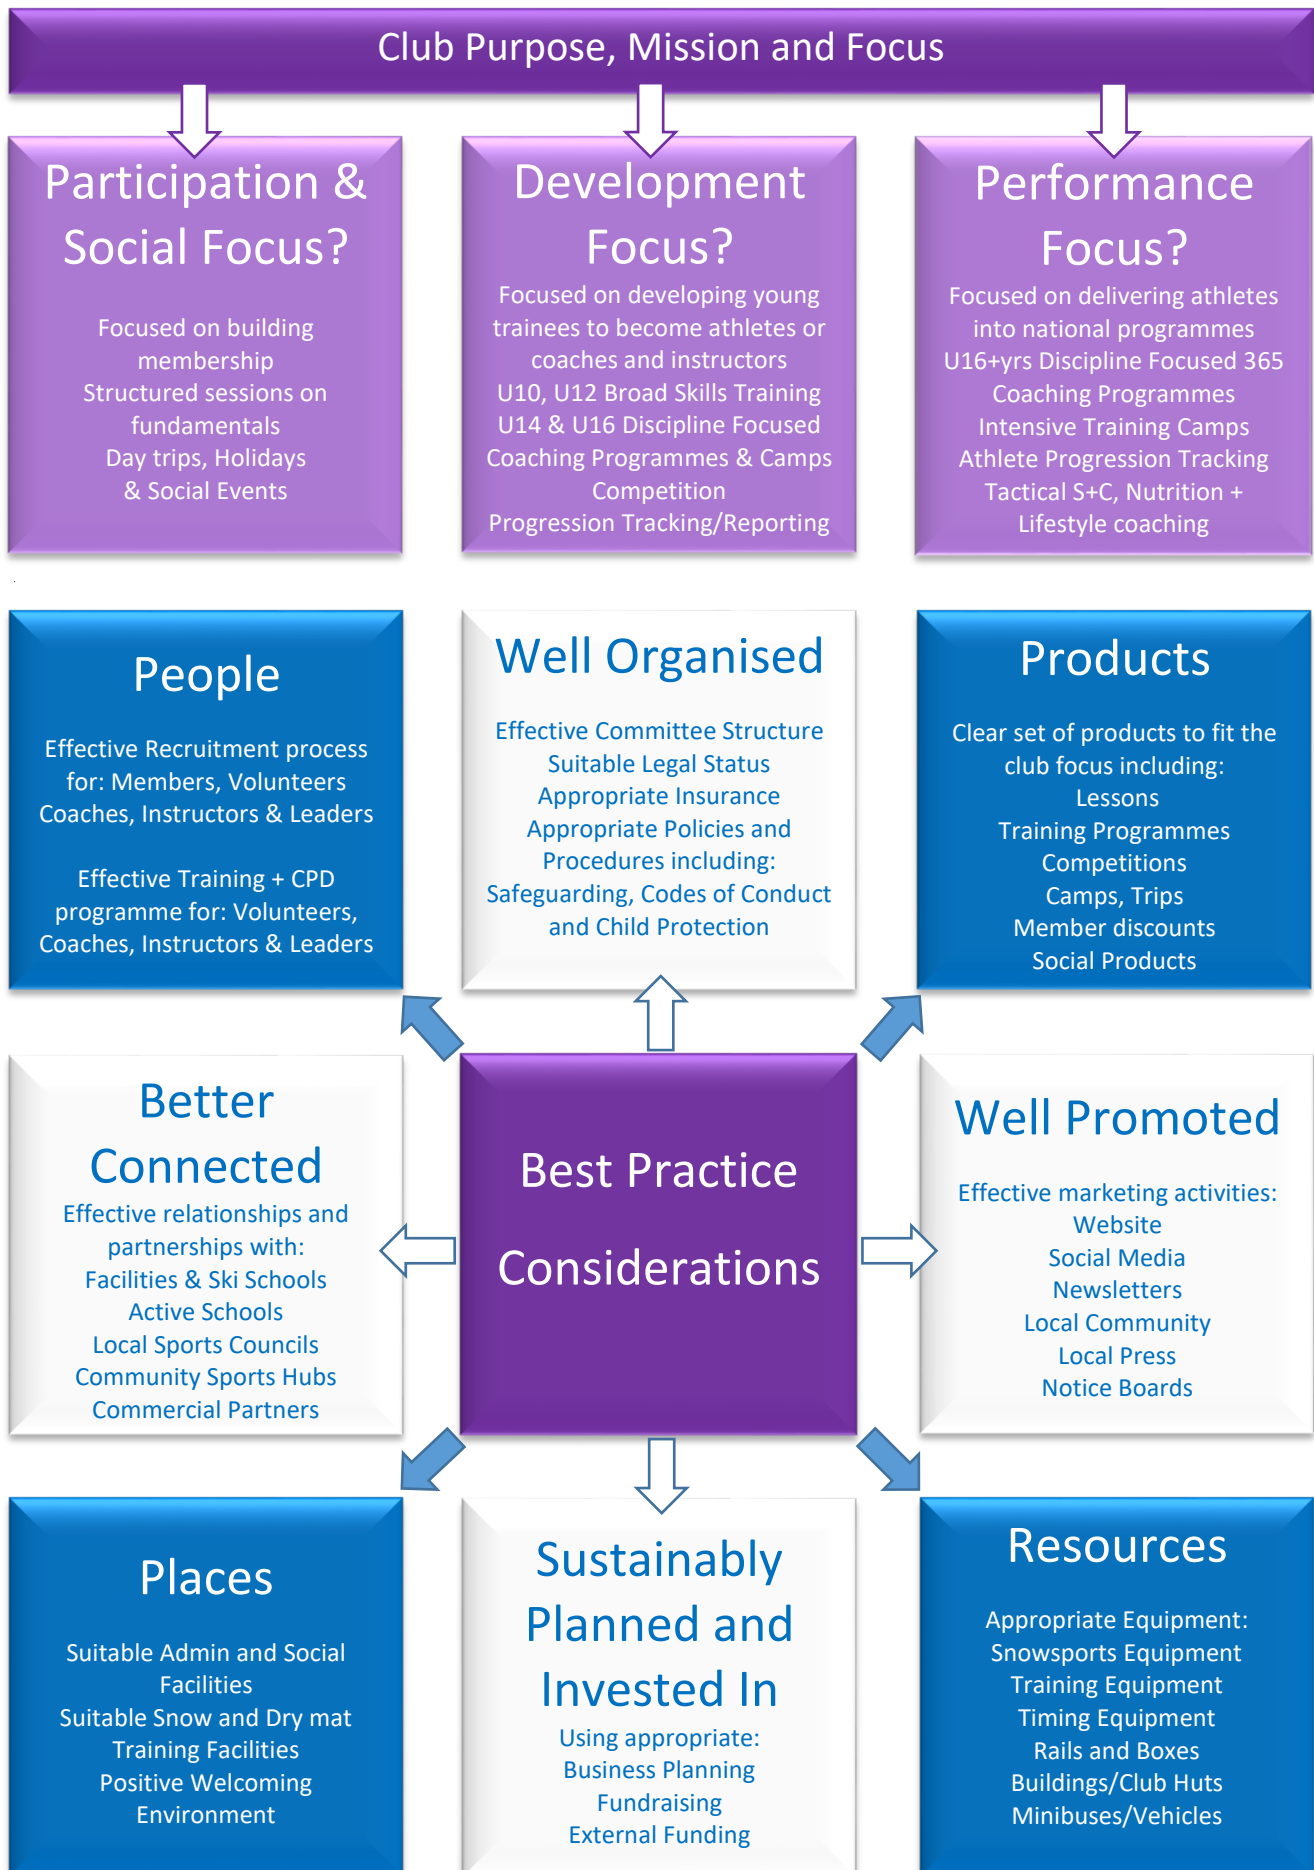 Club Purpose, Mission and Focus
Participation &
Social Focus?
Focused on building
membership
Structured sessions on
fundamentals
Day trips, Holidays
& Social Events
Development
Focus?
Focused on developing young
trainees to become athletes or
coaches and instructors
U10, U12 Broad Skills Training
U14 & U16 Discipline Focused
Coaching Programmes & Camps
Competition
Progression Tracking/Reporting
Performance
Focus?
Focused on delivering athletes
into national programmes
U16+yrs Discipline Focused 365
Coaching Programmes
Intensive Training Camps
Athlete Progression Tracking
Tactical S+C, Nutrition +
Lifestyle coaching
People
Effective Recruitment process
for: Members, Volunteers
Coaches, Instructors & Leaders
Effective Training + CPD
programme for: Volunteers,
Coaches, Instructors & Leaders
Well Organised
Effective Committee Structure
Suitable Legal Status
Appropriate Insurance
Appropriate Policies and
Procedures including:
Safeguarding, Codes of Conduct
and Child Protection
Products
Clear set of products to fit the
club focus including:
Lessons
Training Programmes
Competitions
Camps, Trips
Member discounts
Social Products
Better
Connected
Effective relationships and
partnerships with:
Facilities & Ski Schools
Active Schools
Local Sports Councils
Community Sports Hubs
Commercial Partners
Best Practice
Considerations
Well Promoted
Effective marketing activities:
Website
Social Media
Newsletters
Local Community
Local Press
Notice Boards
Places
Suitable Admin and Social
Facilities
Suitable Snow and Dry mat
Training Facilities
Positive Welcoming
Environment
Sustainably
Planned and
Invested In
Using appropriate:
Business Planning
Fundraising
External Funding
Resources
Appropriate Equipment:
Snowsports Equipment
Training Equipment
Timing Equipment
Rails and Boxes
Buildings/Club Huts
Minibuses/Vehicles